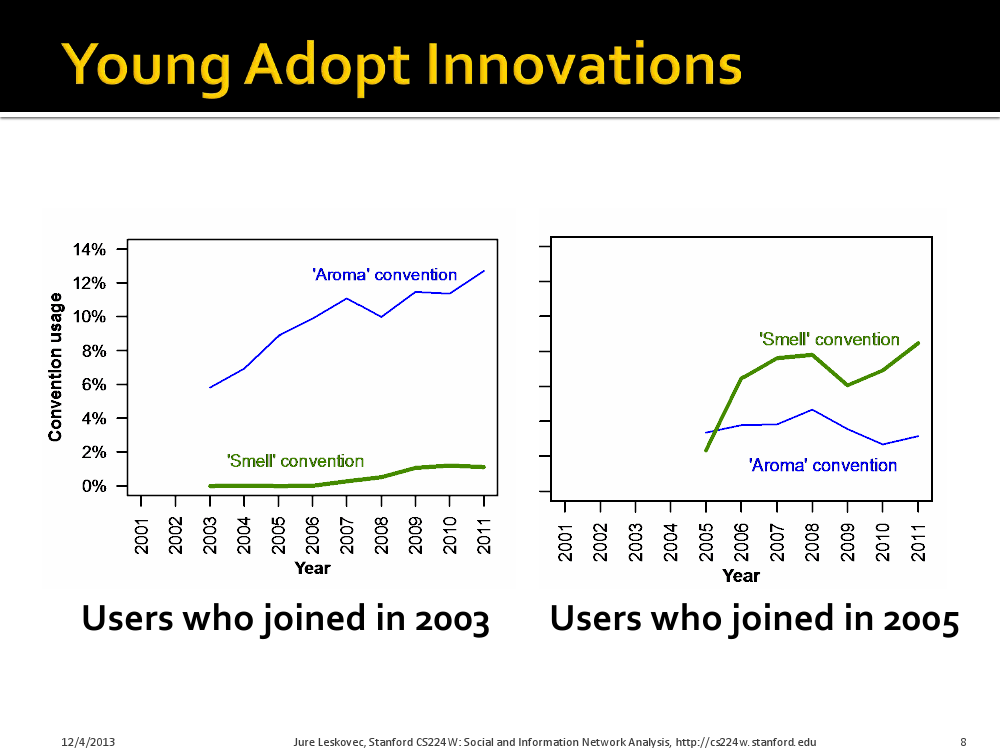 Young Adopt Innovations
14%
12%
10%
8%
6%
4%
2%
0%
Convention usage
'Aroma' convention
'Smell' convention
2001 2002 2003 2004 2005 2006 2007 2008 2009 2010 2011
Year
'Smell' convention
'Aroma' convention
2001 2002 2003 2004 2005 2006 2007 2008 2009 2010 2011
Year
Users who joined in 2003
Users who joined in 2005
12/4/2013
Jure Leskovec, Stanford CS224W: Social and Information Network Analysis, http://cs224w.stanford.edu
8